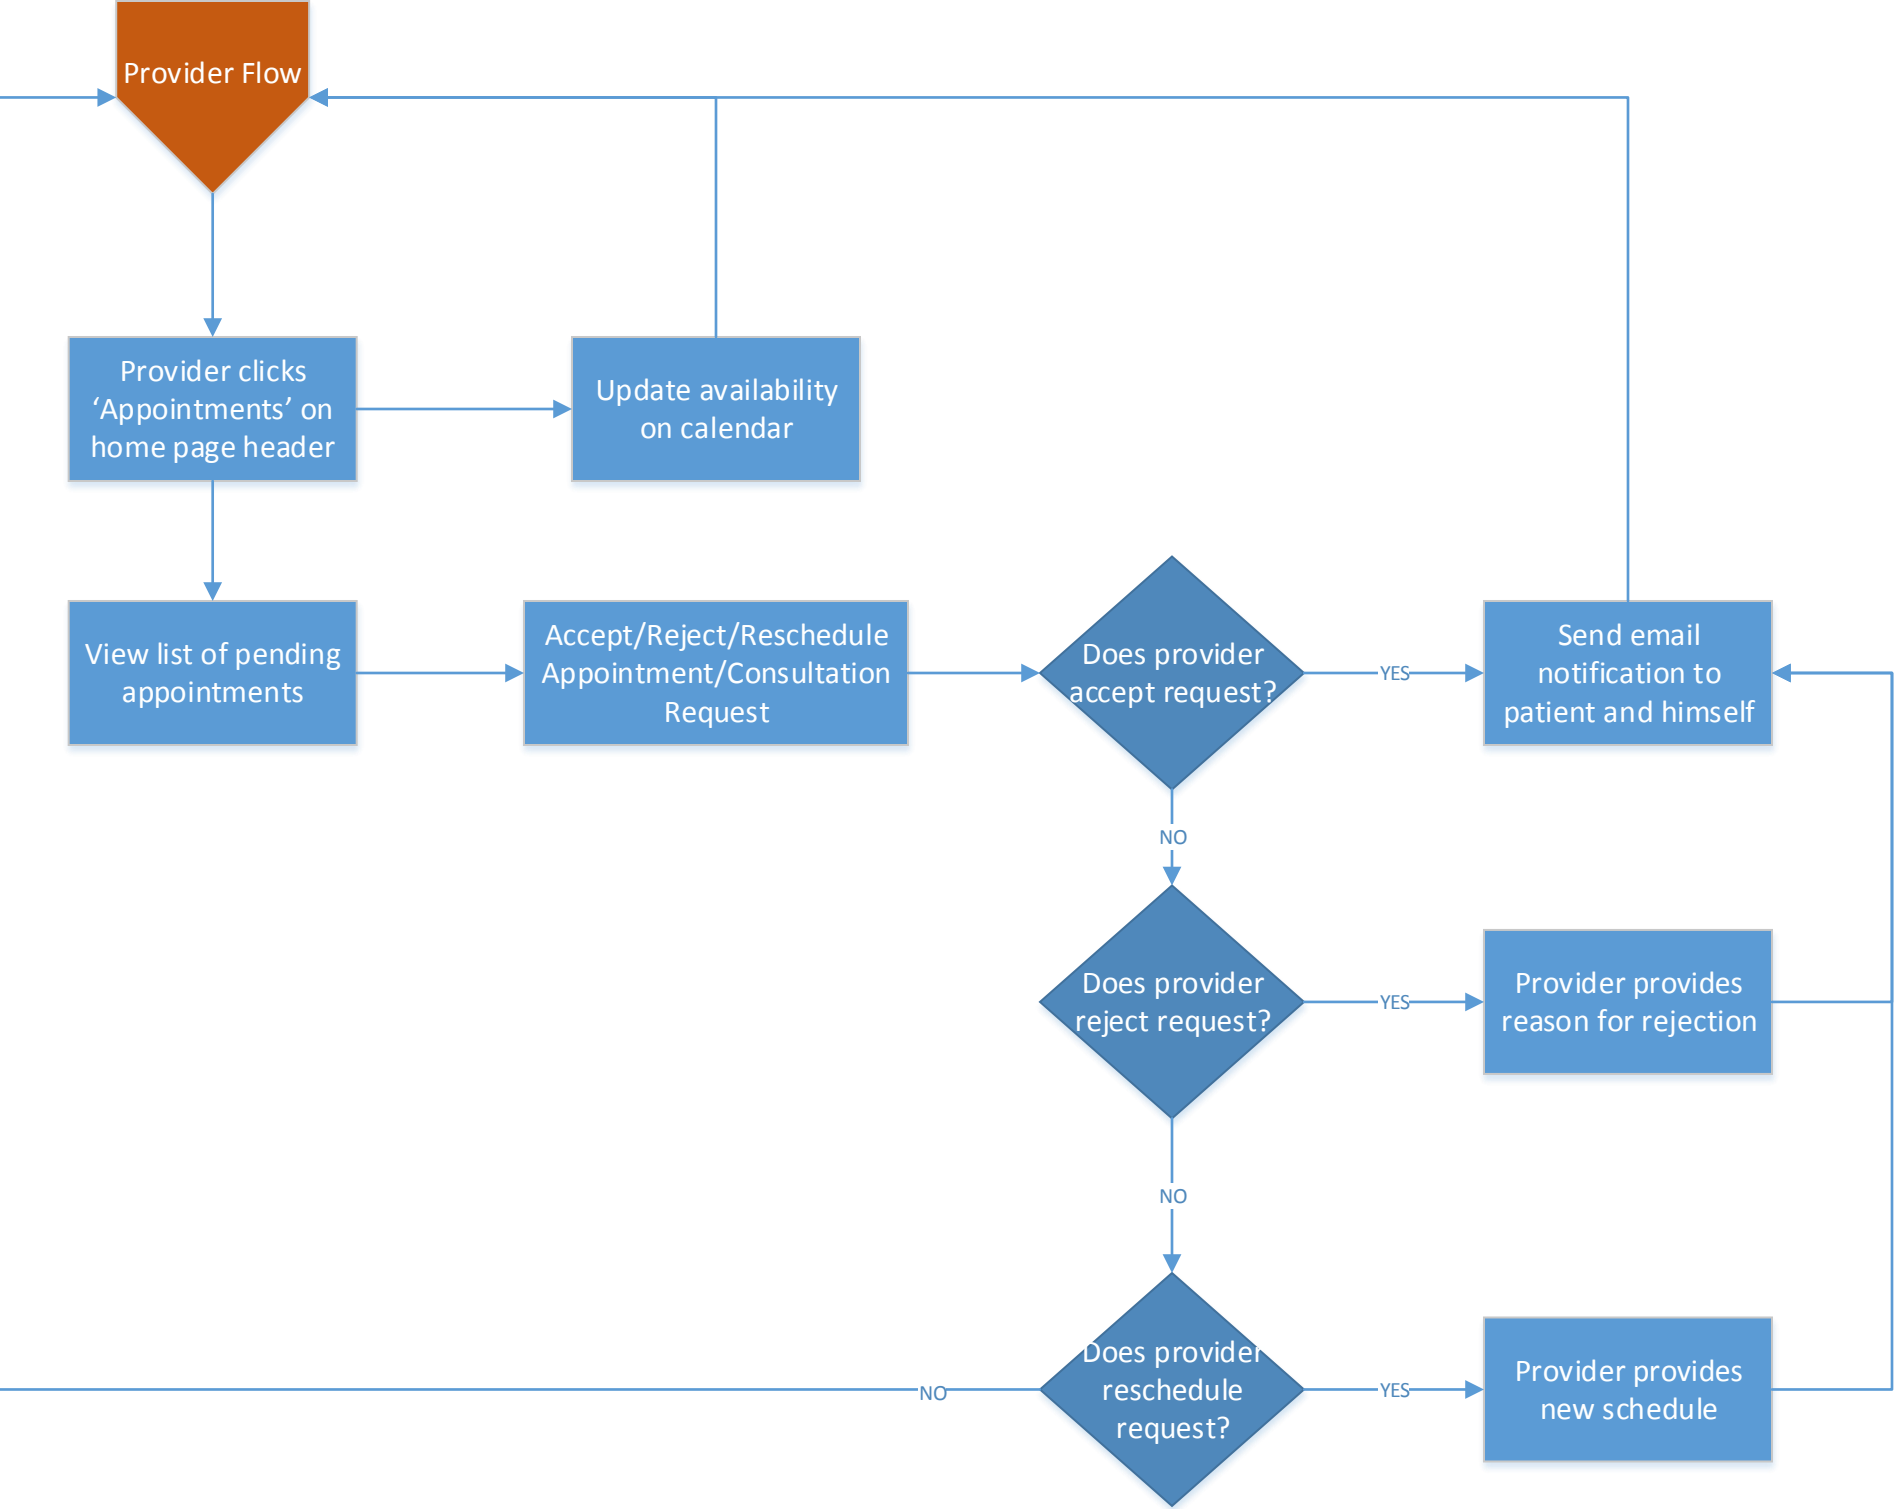 Provider Flow
Provider clicks
‘Appointments’ on
home page header
Update availability
on calendar
View list of pending
appointments
Accept/Reject/Reschedule
Appointment/Consultation
Request
Does provider
accept request?
YES
Send email
notification to
patient and himself
NO
Does provider
reject request?
YES
Provider provides
reason for rejection
NO
Does provider
reschedule
request?
NO
YES
Provider provides
new schedule